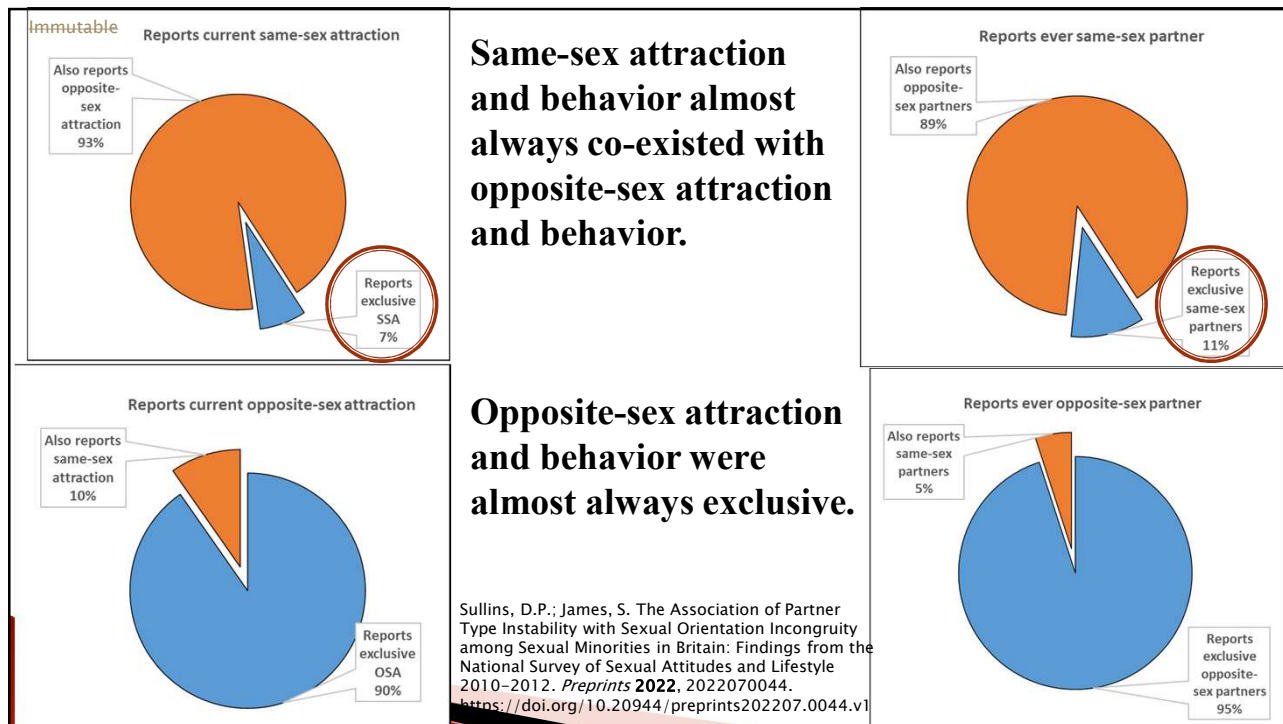 Immutable
Reports current same-sex attraction
Also reports
opposite-
sex
attraction
93%
Reports
exclusive
SSA
7%
Same-sex attraction
and behavior almost
always co-existed with
opposite-sex attraction
and behavior.
Reports ever same-sex partner
Also reports
opposite-
sex partners
89%
Reports
exclusive
same-sex
partners
11%
Reports current opposite-sex attraction
Also reports
same-sex
attraction
10%
Reports
exclusive
OSA
90%
Opposite-sex attraction
and behavior were
almost always exclusive.
Sullins, D.P.; James, S. The Association of Partner
Type Instability with Sexual Orientation Incongruity
among Sexual Minorities in Britain: Findings from the
National Survey of Sexual Attitudes and Lifestyle
2010-2012. Preprints 2022, 2022070044.
https://doi.org/10.20944/preprints202207.0044.v1
Reports ever opposite-sex partner
Also reports
same-sex
partners
5%
Reports
exclusive
opposite-
sex partners
95%